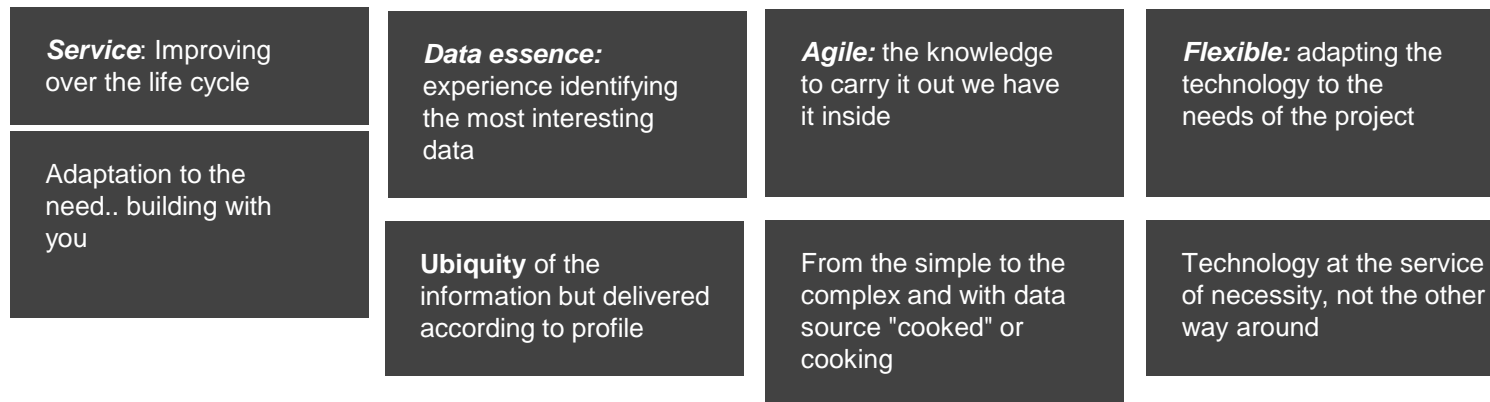 Service: Improving
over the life cycle
Adaptation to the
need.. building with
you
Data essence:
experience identifying
the most interesting
data
Ubiquity of the
information but delivered
according to profile
Agile: the knowledge
to carry it out we have
it inside
From the simple to the
complex and with data
source "cooked" or
cooking
Flexible: adapting the
technology to the
needs of the project
Technology at the service
of necessity, not the other
way around